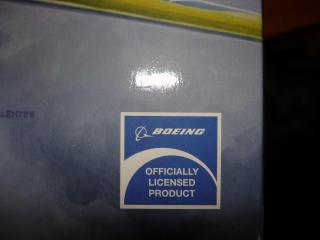 BOEING
OFFICIALLY
LICENSED
PRODUCT